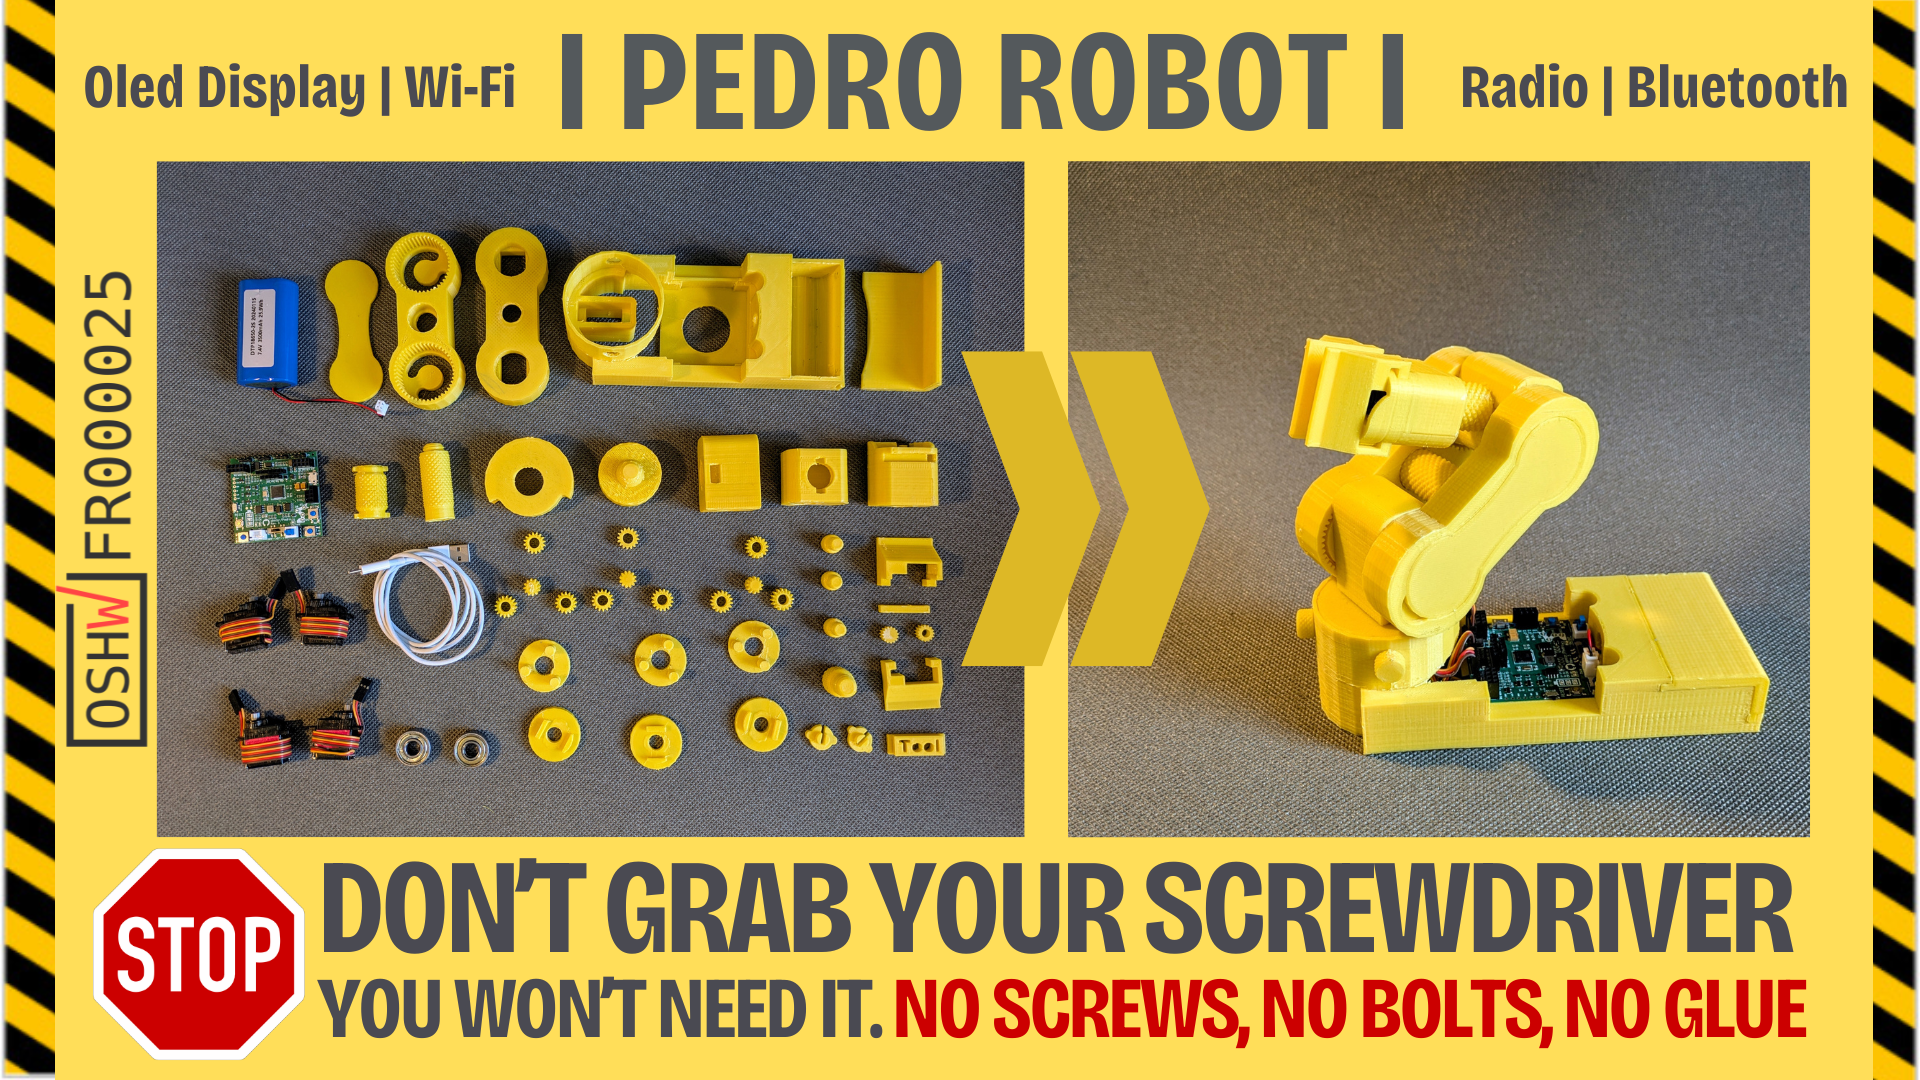 Oled Display | Wi-Fi
| PEDRO ROBOT |
Radio | Bluetooth
OSHW FR000025
Tool
STOP
DON'T GRAB YOUR SCREWDRIVER
YOU WON'T NEED IT. NO SCREWS, NO BOLTS, NO GLUE